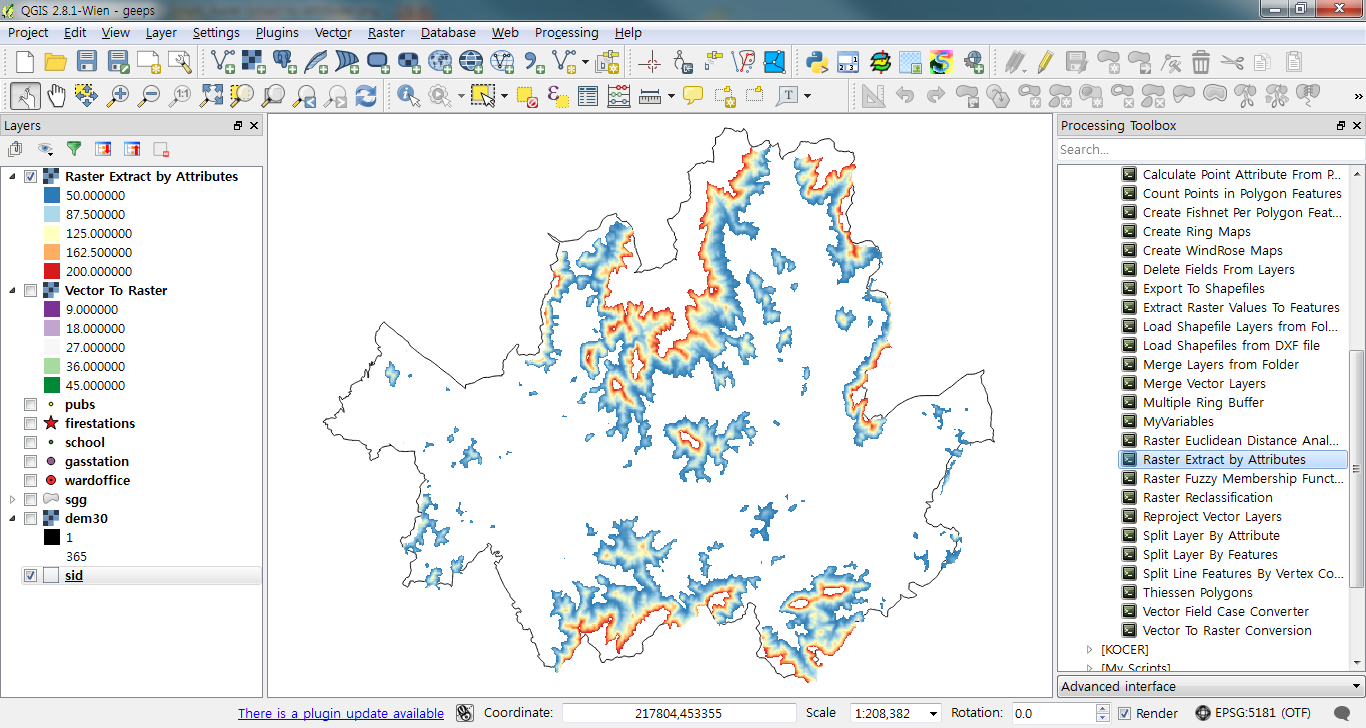 QGIS 2.8.1-Wien - geeps
Project Edit View Layer Settings Plugins Vector Raster Database Web Processing Help
Layers
Raster Extract by Attributes
50.000000
87.500000
125.000000
162.500000
200.000000
Vector To Raster
9.000000
18.000000
27.000000
36.000000
45.000000
pubs
firestations
school
gasstation
wardoffice
sgg
dem30
1
365
sid
Processing Toolbox
Search...
Calculate Point Attribute From P...
Count Points in Polygon Features
Create Fishnet Per Polygon Feat...
Create Ring Maps
Create WindRose Maps
Delete Fields From Layers
Export To Shapefiles
Extract Raster Values To Features
Load Shapefile Layers from Fol...
Load Shapefiles from DXF file
Merge Layers from Folder
Merge Vector Layers
Multiple Ring Buffer
MyVariables
Raster Euclidean Distance Anal...
Raster Extract by Attributes
Raster Fuzzy Membership Funct...
Raster Reclassification
Reproject Vector Layers
Split Layer By Attribute
Split Layer By Features
Split Line Features By Vertex Co...
Thiessen Polygons
Vector Field Case Converter
Vector To Raster Conversion
[KOCER]
[My Scripts]
Advanced interface
There is a plugin update available Coordinate: 217804,453355 Scale 1:208,382 Rotation: 0.0 Render EPSG:5181 (OTF)